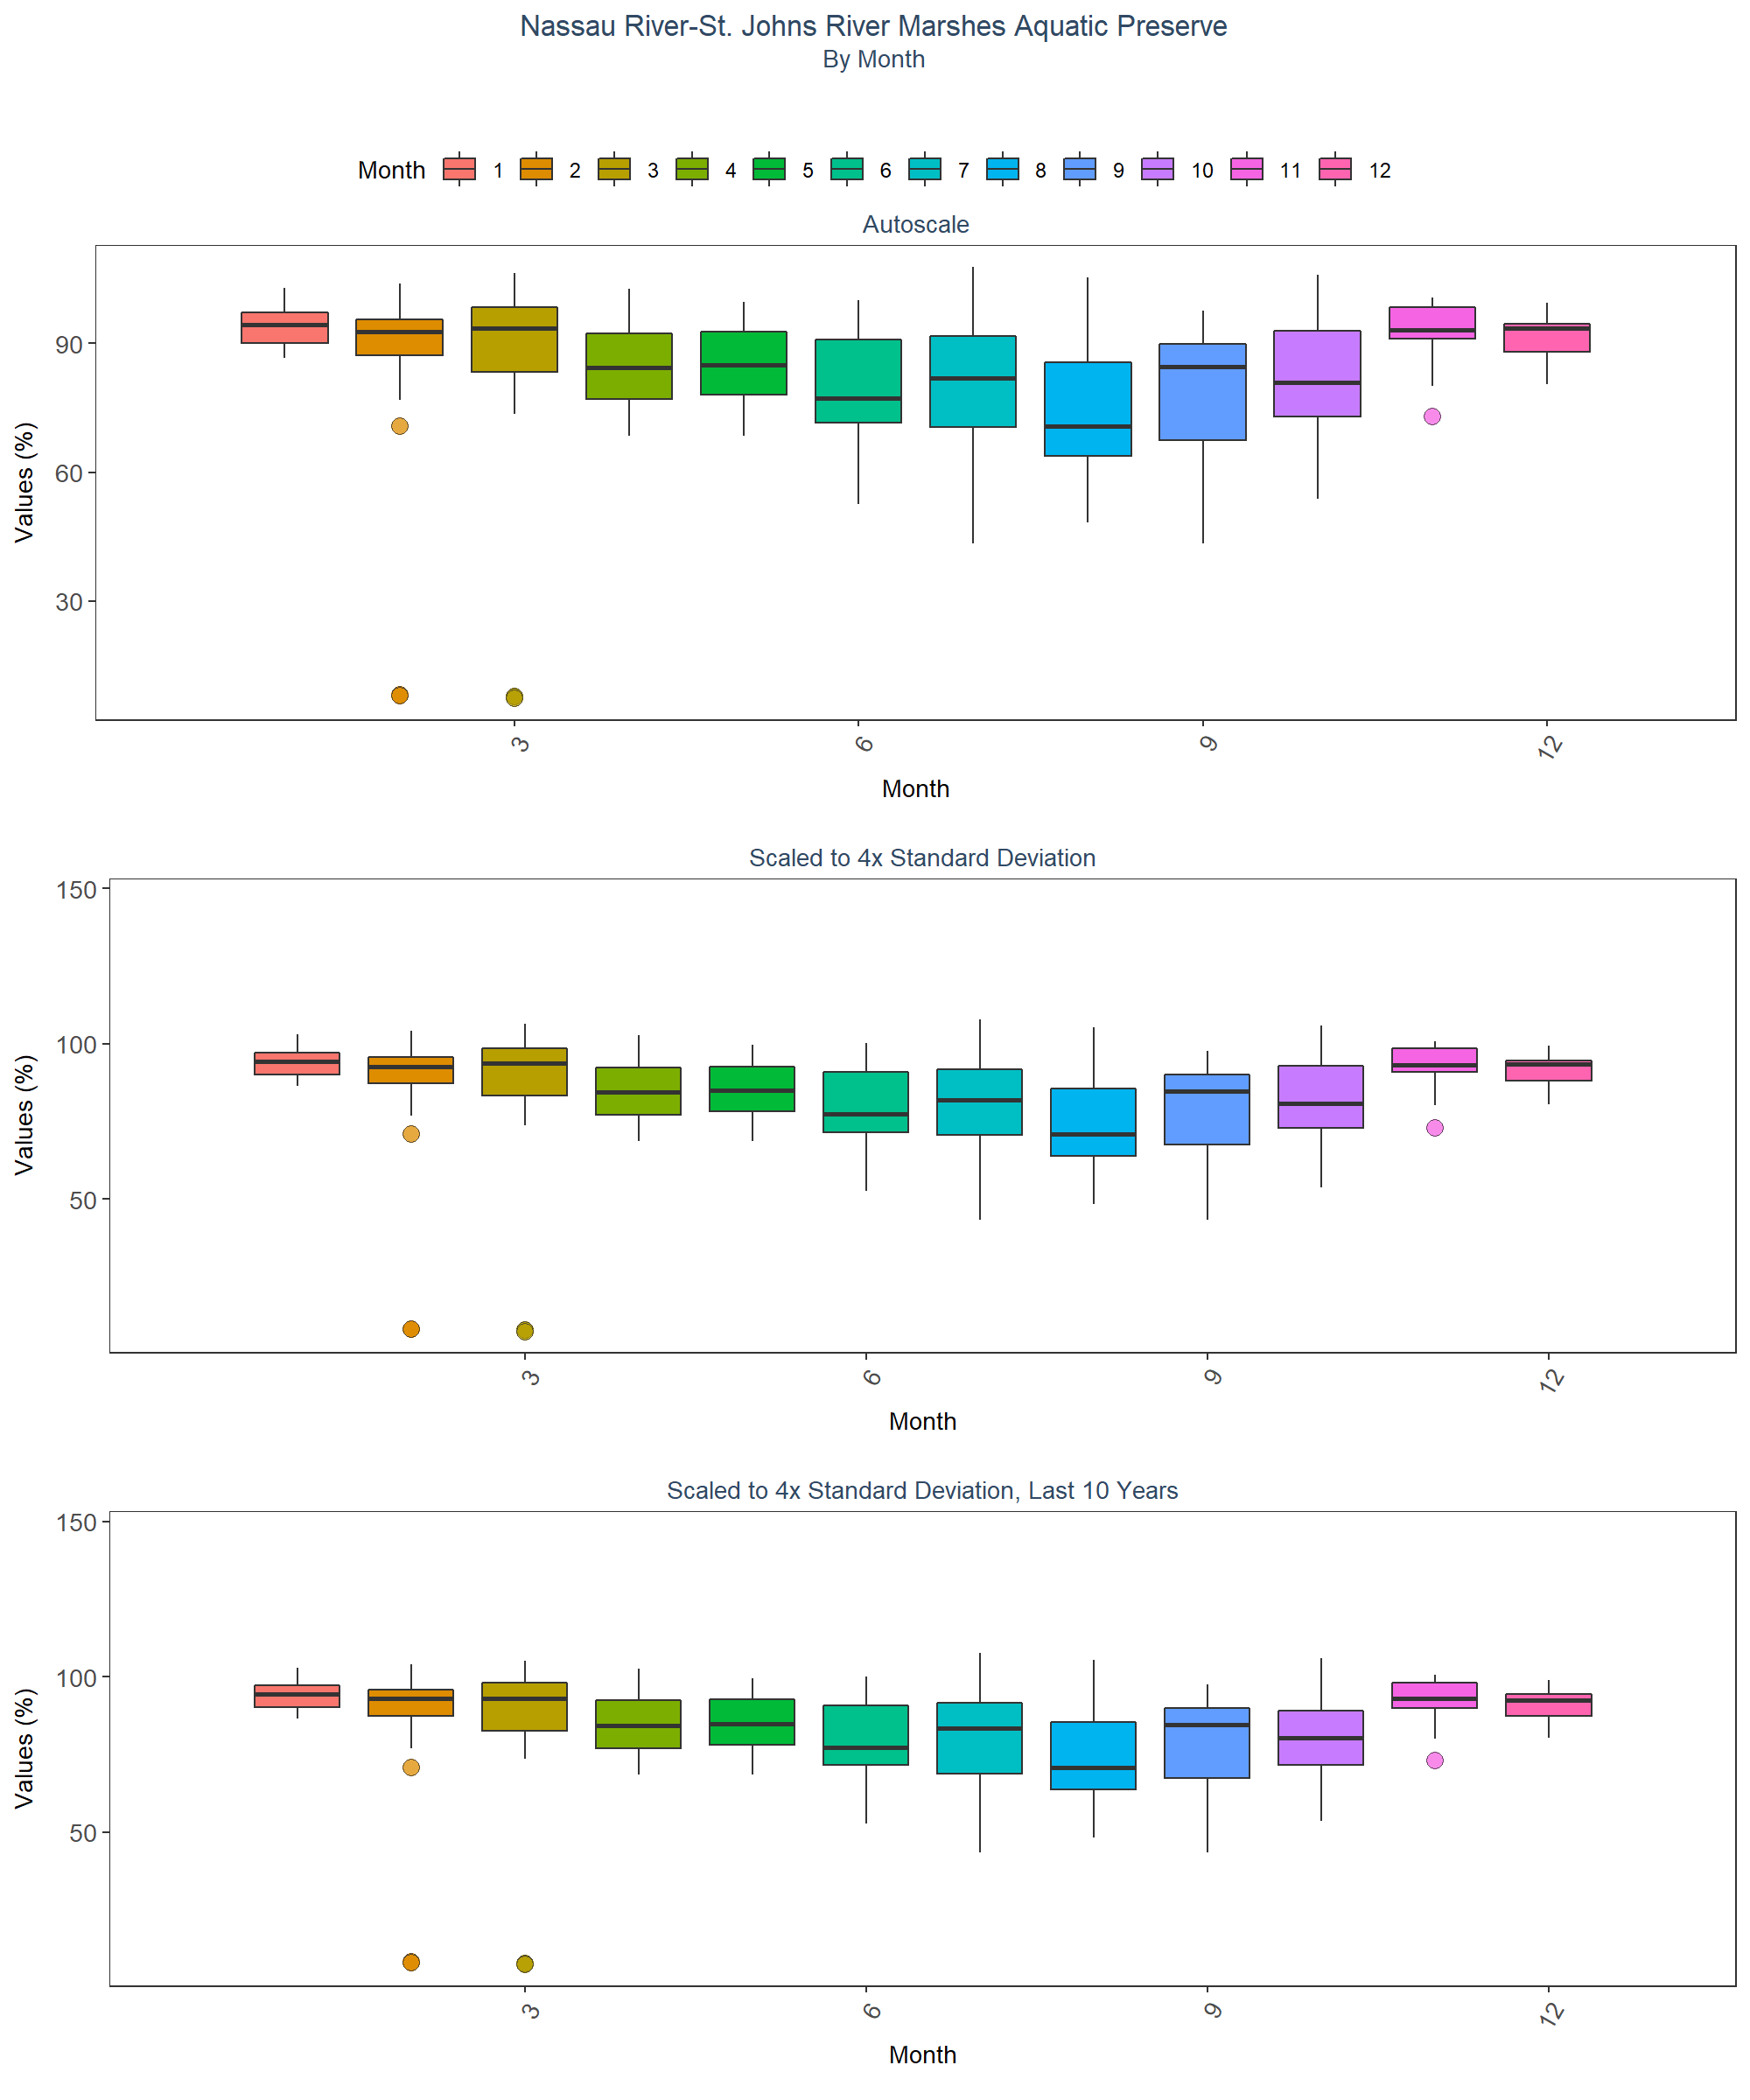 Nassau River-St. Johns River Marshes Aquatic Preserve
By Month
Month 1 2 3 4 5 6 7 8 9 10 11 12
Autoscale
Values (%)
90
60
30
3 6 9 12
Month
Scaled to 4x Standard Deviation
Values (%)
150
100
50
3 6 9 12
Month
Scaled to 4x Standard Deviation, Last 10 Years
Values (%)
150
100
50
3 6 9 12
Month